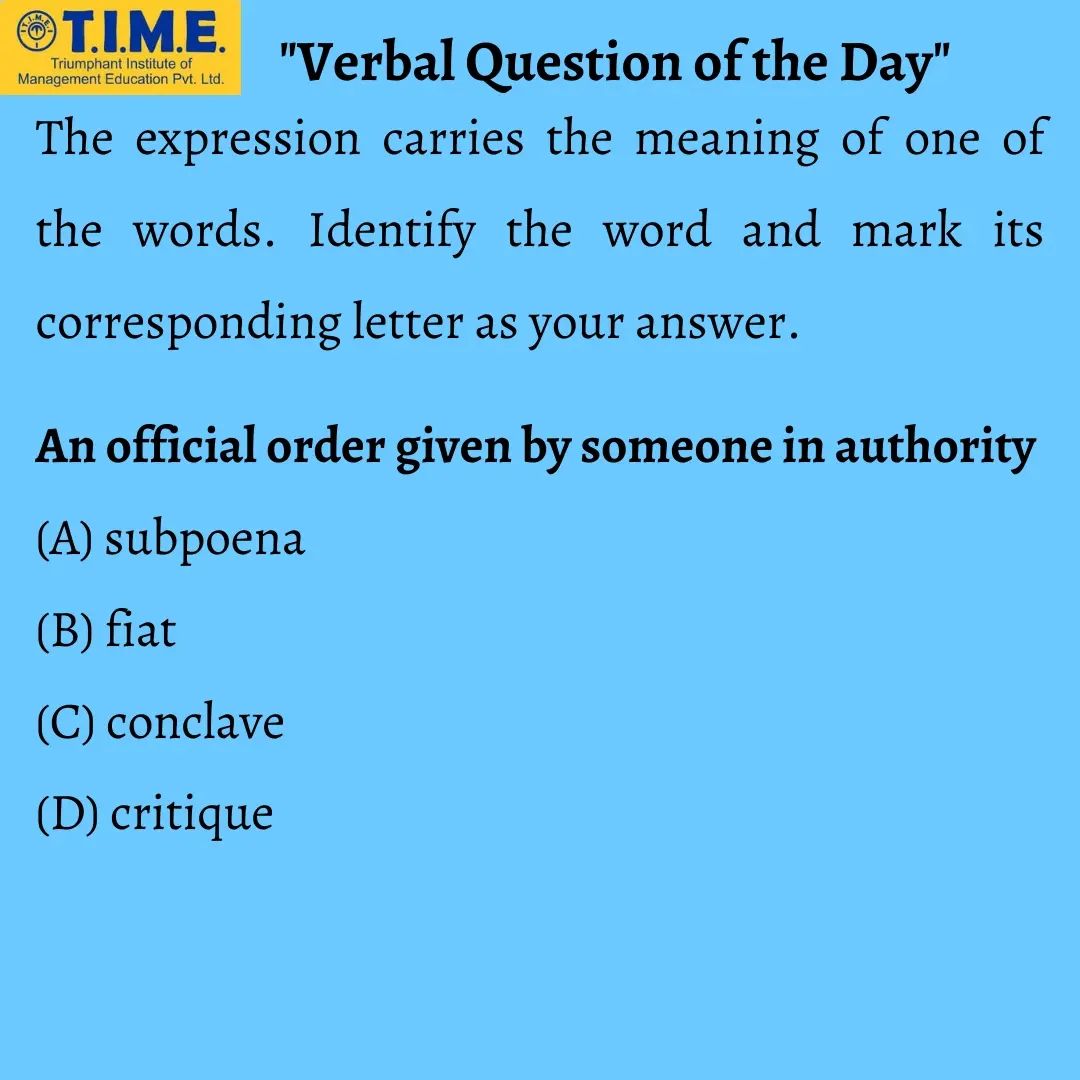 T.I.M.E.
Triumphant Institute of
Management Education Pvt. Ltd.
"Verbal Question of the Day"
The expression carries the meaning of one of
the words. Identify the word and mark its
corresponding letter as your answer.
An official order given by someone in authority
(A) subpoena
(B) fiat
(C) conclave
(D) critique